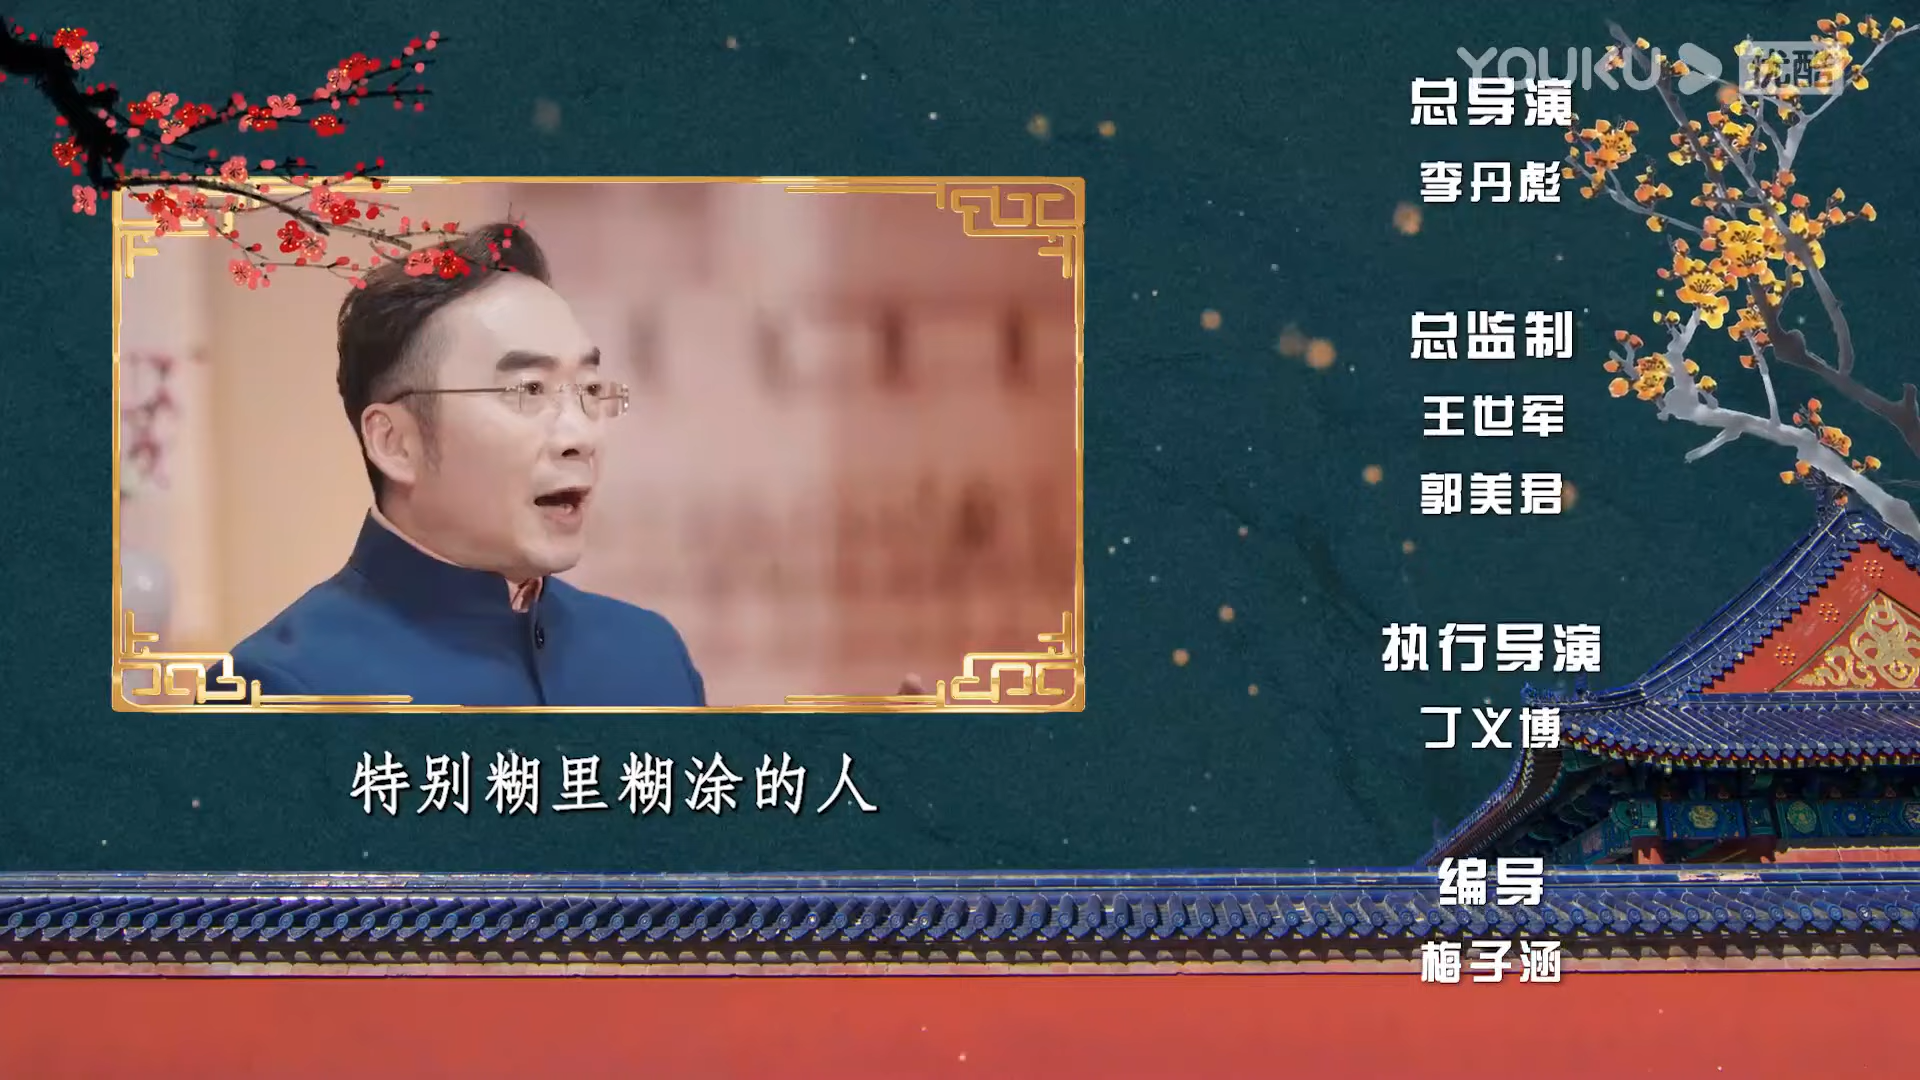 YOUKU 优酷
总导演
李丹彪
总监制
王世军
郭美君
执行导演
丁义博
编导
梅子涵
特别糊里糊涂的人